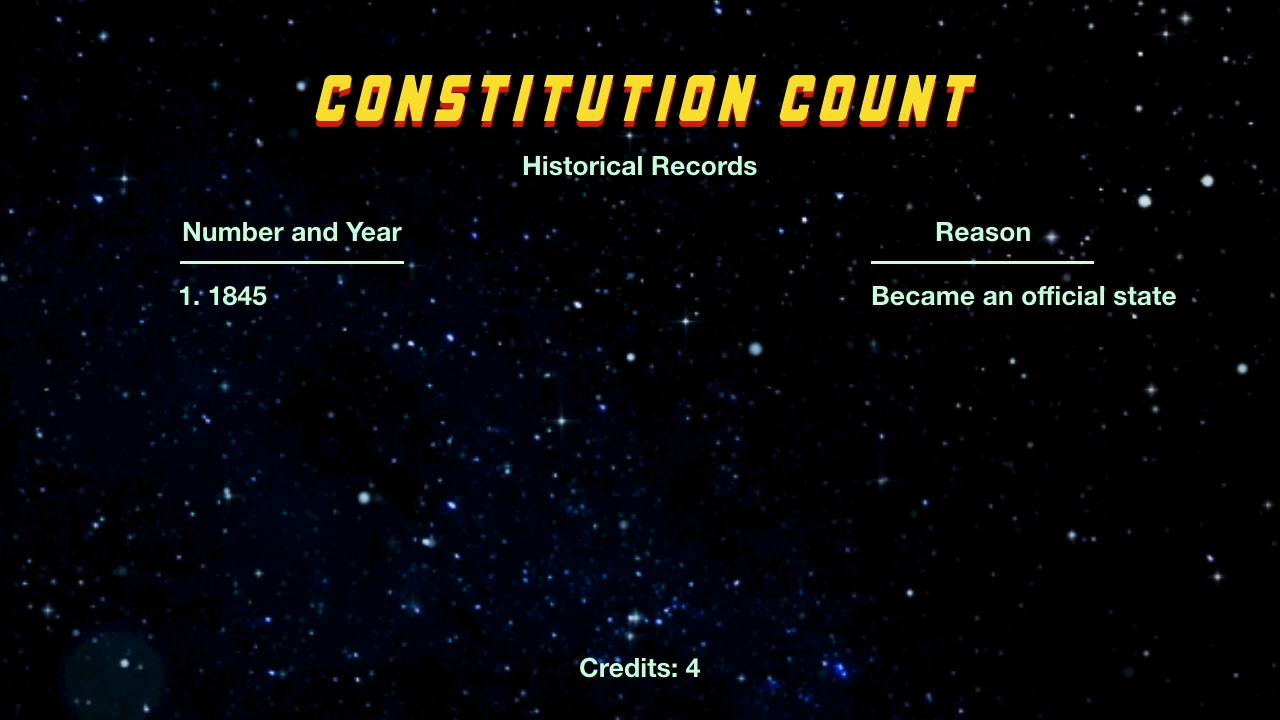 CONSTITUTION COUNT
Historical Records
Number and Year
Reason
1. 1845
Became an official state
Credits: 4